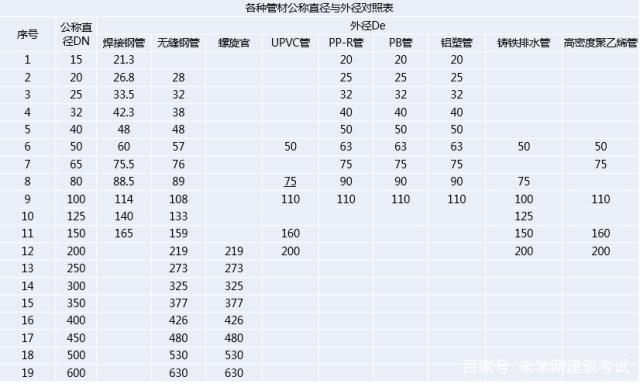 各种管材公称直径与外径对照表
序号 公称直径DN 外径De
焊接钢管 无缝钢管 螺旋官 UPVC管 PP-R管 PB管 铝塑管 铸铁排水管 高密度聚乙烯管
1 15 21.3 20 20 20
2 20 26.8 28 25 25 25
3 25 33.5 32 32 32 32
4 32 42.3 38 40 40 40
5 40 48 48 50 50 50
6 50 60 57 50 63 63 63 50 50
7 65 75.5 76 75 75 75 75
8 80 88.5 89 75 90 90 90 75
9 100 114 108 110 110 110 110 100 110
10 125 140 133 125
11 150 165 159 160 150 160
12 200 219 219 200 200 200
13 250 273 273
14 300 325 325
15 350 377 377
16 400 426 426
17 450 480 480
18 500 530 530
19 600 630 630
百家号/来学网建筑考试